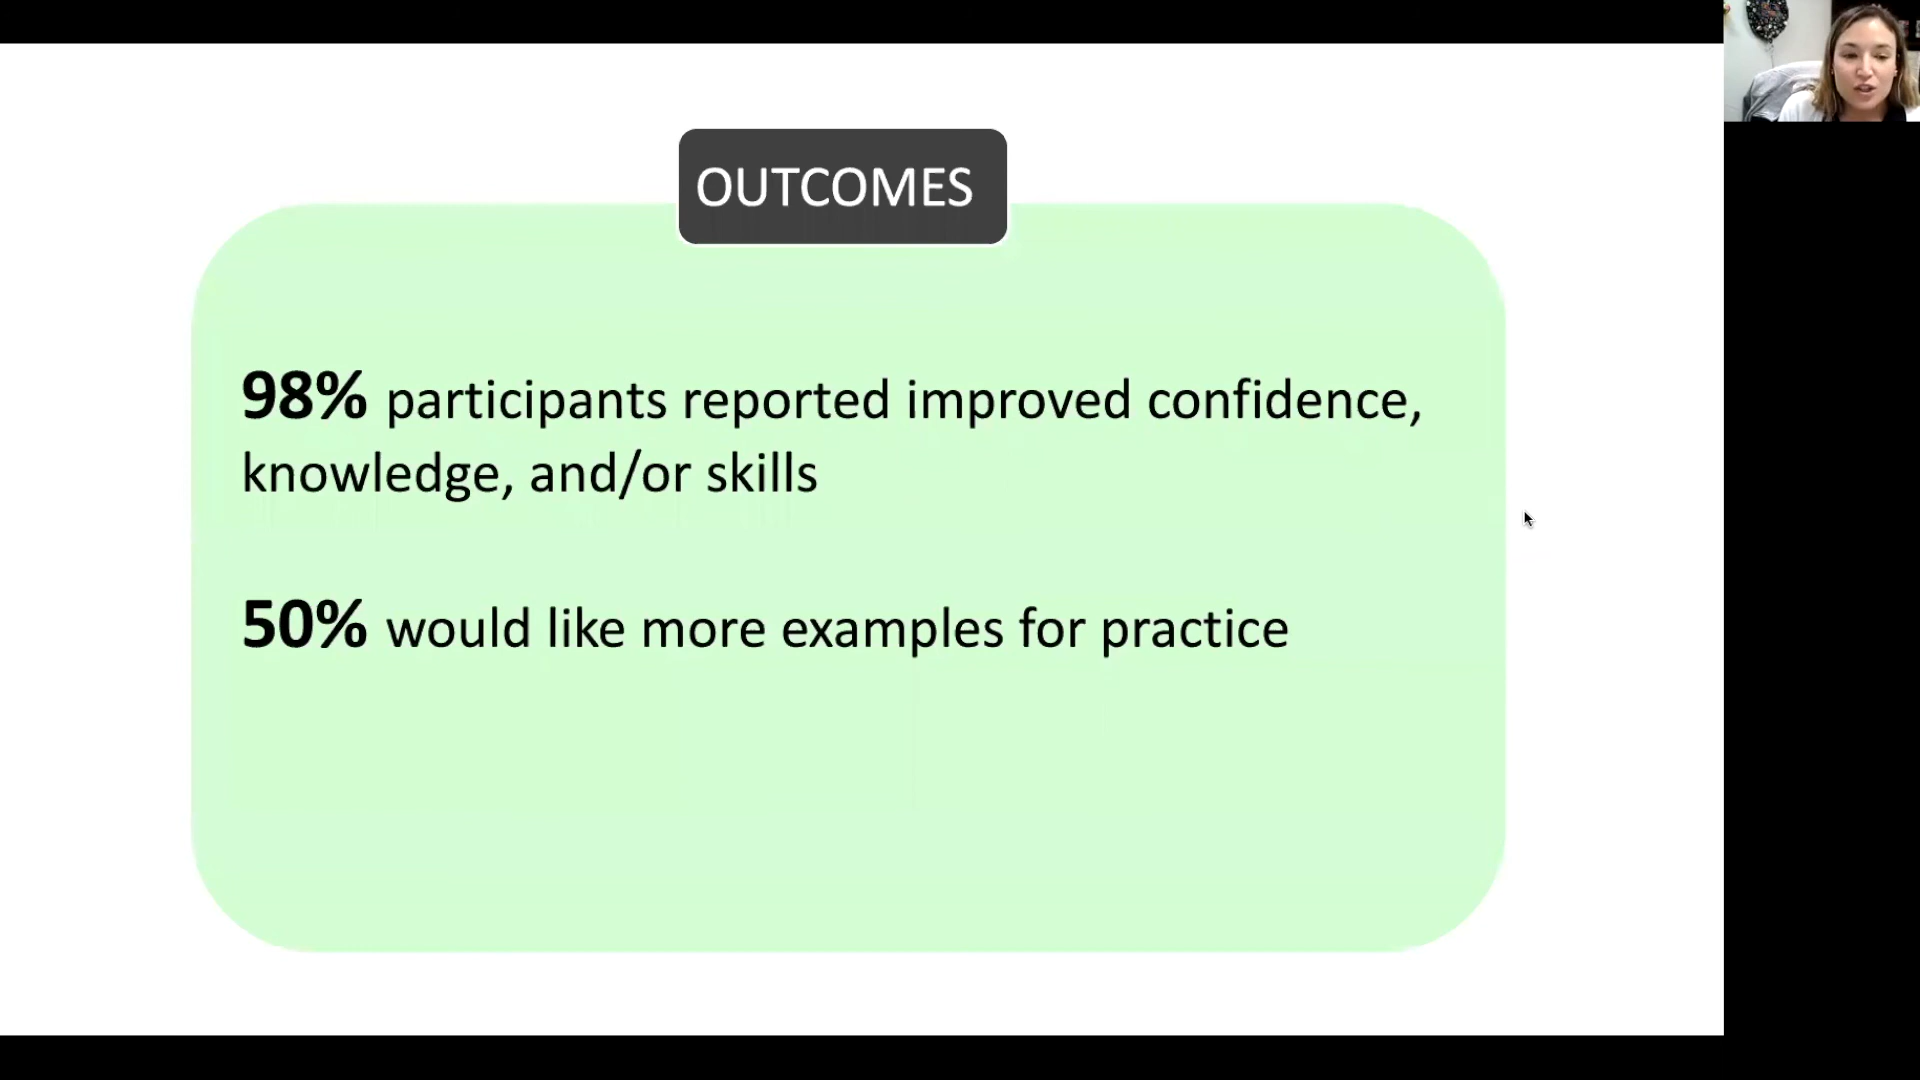 OUTCOMES
98% participants reported improved confidence,
knowledge, and/or skills
50% would like more examples for practice